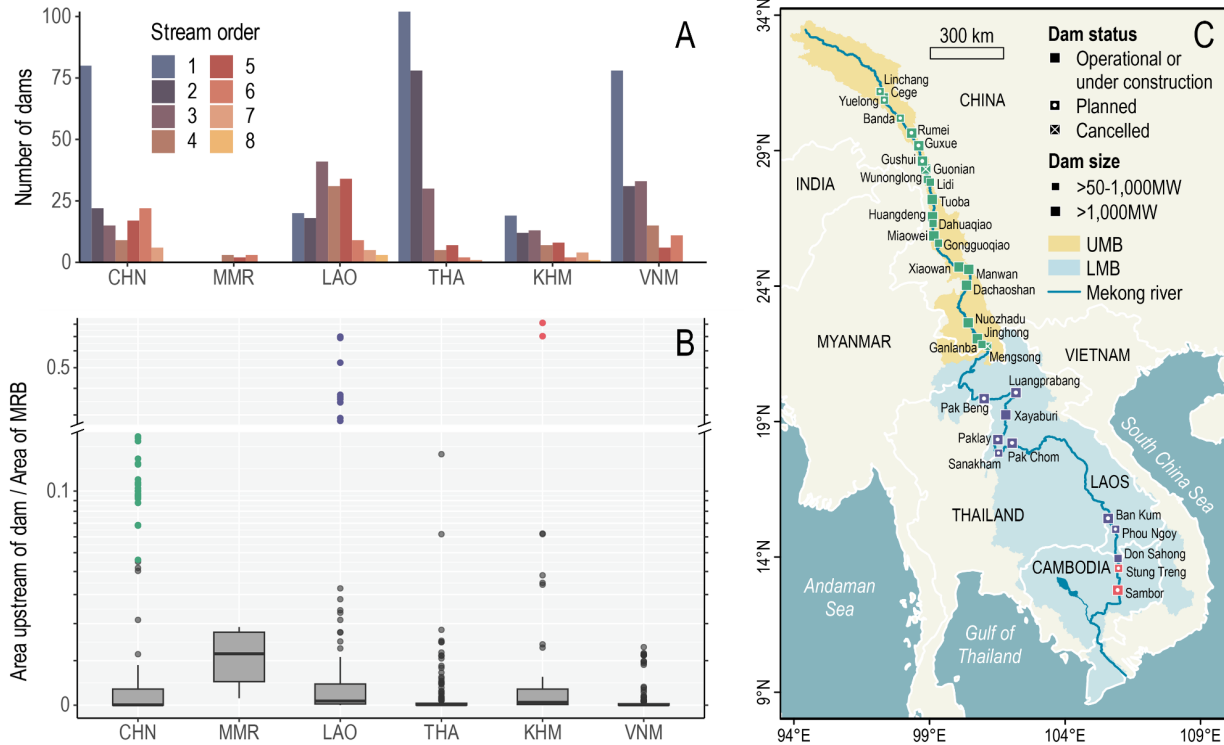 A
Stream order
1
5
2
6
3
7
4
8
Number of dams
100
75
50
25
0
CHN MMR LAO THA KHM VNM
B
Area upstream of dam / Area of MRB
0.5
0.1
0
CHN MMR LAO THA KHM VNM
C
34°N
29°N
24°N
19°N
14°N
9°N
94°E 99°E 104°E 109°E
300 km
Dam status
Operational or
under construction
Planned
Cancelled
Dam size
>50-1,000MW
>1,000MW
UMB
LMB
Mekong river
CHINA
INDIA
MYANMAR
VIETNAM
LAOS
THAILAND
CAMBODIA
South China Sea
Andaman
Sea
Gulf of
Thailand
Linchang
Cege
Yuelong
Banda
Rumei
Guxue
Gushui
Guonian
Wunonglong
Lidi
Tuoba
Huangdeng
Dahuaqiao
Miaowei
Gongguoqiao
Xiaowan
Manwan
Dachaoshan
Nuozhadu
Jinghong
Ganlanba
Mengsong
Luangprabang
Pak Beng
Xayaburi
Paklay
Pak Chom
Sanakham
Ban Kum
Phou Ngoy
Don Sahong
Stung Treng
Sambor